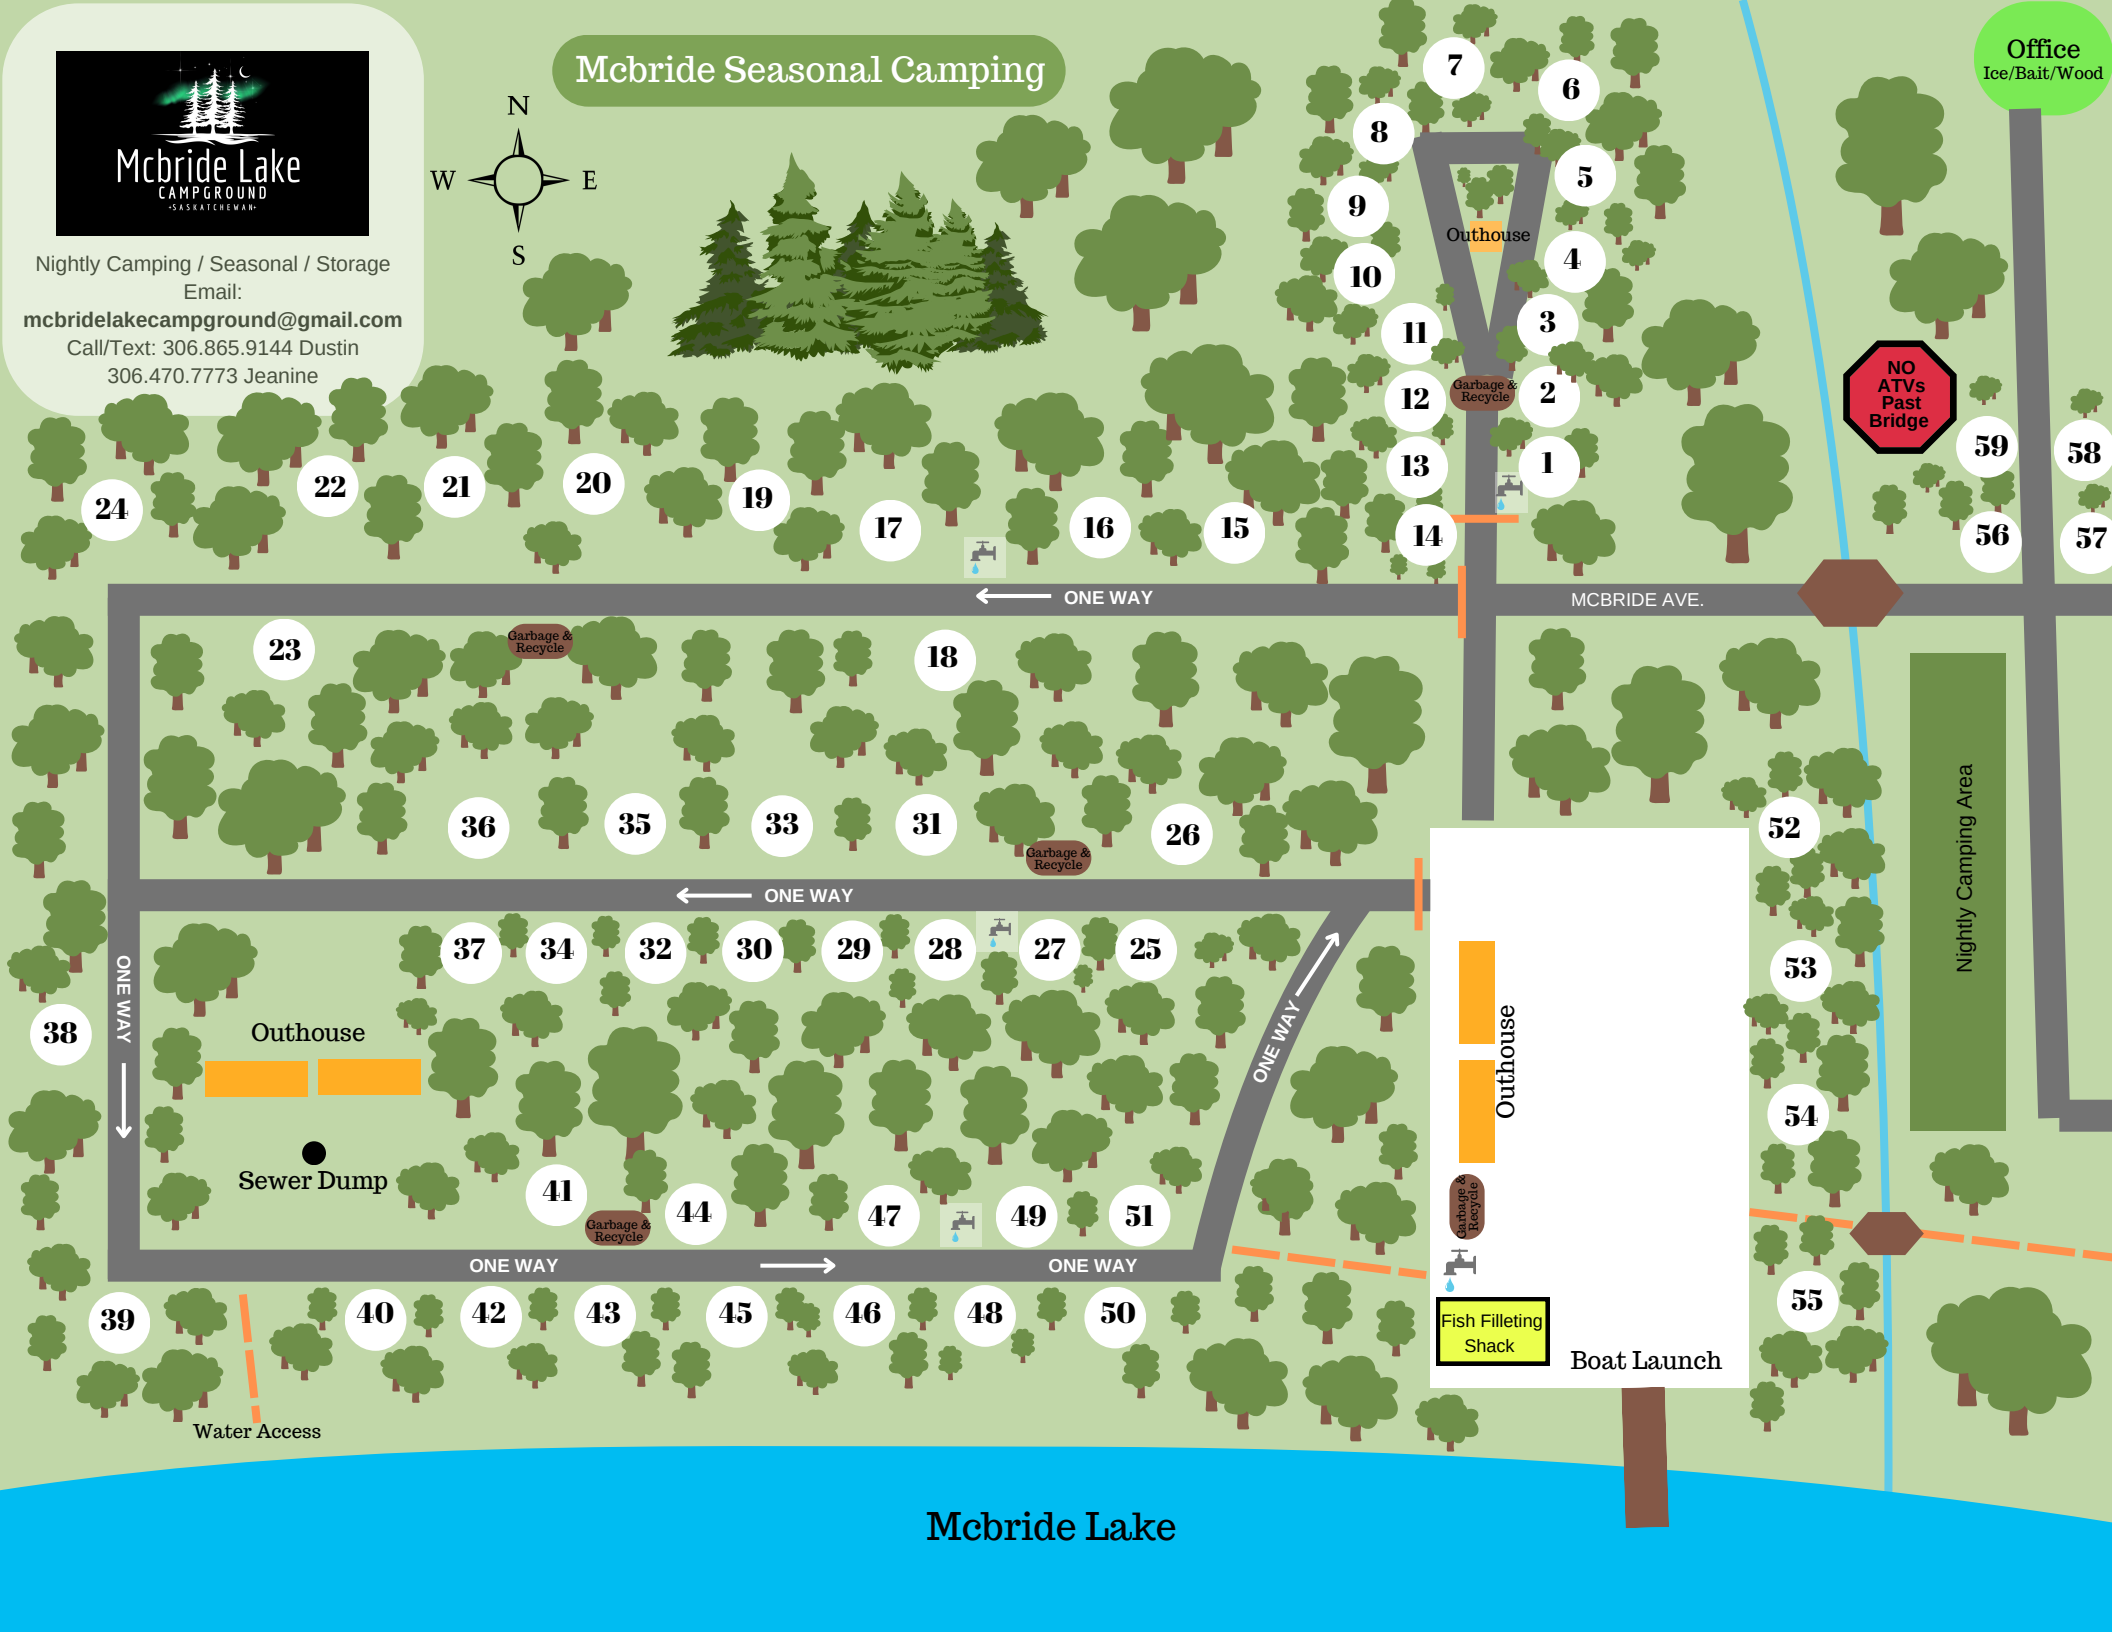 Mcbride Lake
CAMPGROUND
•SASKATCHEWAN•
Nightly Camping / Seasonal / Storage
Email:
mcbridelakecampground@gmail.com
Call/Text: 306.865.9144 Dustin
306.470.7773 Jeanine
N
W
E
S
Mcbride Seasonal Camping
Office
Ice/Bait/Wood
7
6
8
5
9
Outhouse
4
10
3
11
Garbage &
Recycle
2
12
1
13
14
NO
ATVs
Past
Bridge
59
58
56
57
24
22
21
20
19
17
16
15
ONE WAY
MCBRIDE AVE.
23
Garbage &
Recycle
18
36
35
33
31
Garbage &
Recycle
26
52
Nightly Camping Area
ONE WAY
37
34
32
30
29
28
27
25
53
ONE WAY
38
Outhouse
ONE WAY
Outhouse
54
Sewer Dump
41
Garbage &
Recycle
44
47
49
51
Garbage &
Recycle
ONE WAY
ONE WAY
39
40
42
43
45
46
48
50
55
Fish Filleting
Shack
Boat Launch
Water Access
Mcbride Lake